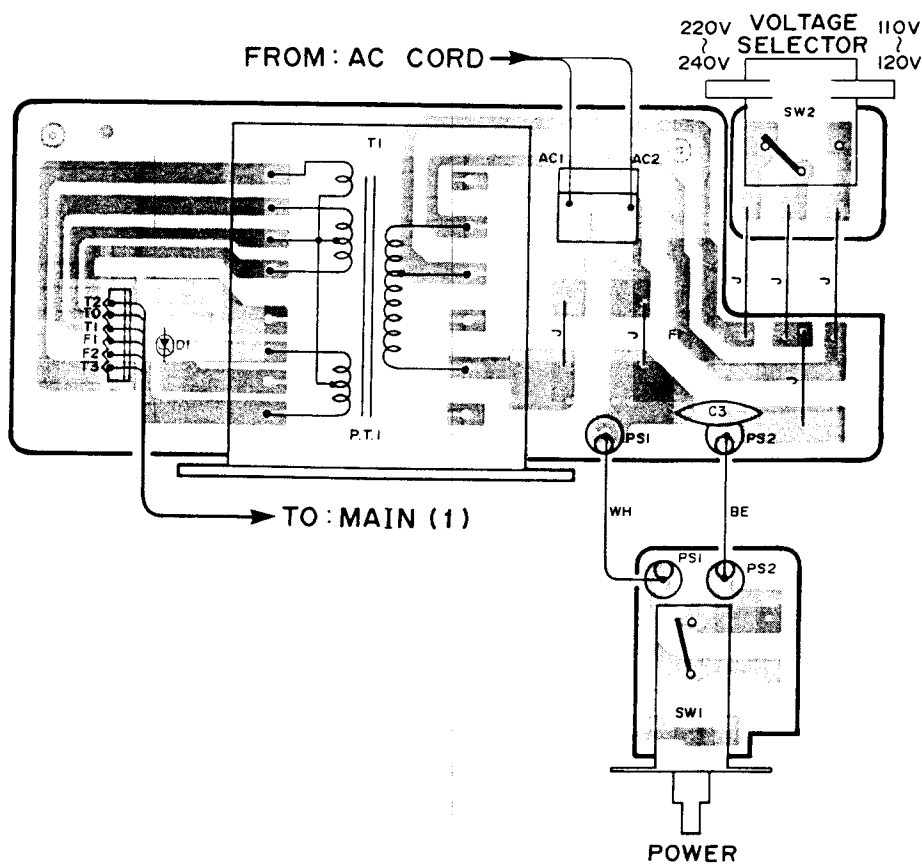 220V
~
240V
VOLTAGE
SELECTOR
110V
~
120V
FROM: AC CORD
SW2
T1
AC1
AC2
J
J
J
T2
T0
T1
F1
F2
T3
D1
J
J
J
P.T.1
C3
PS1
PS2
TO: MAIN (1)
WH
BE
PS1
PS2
SW1
POWER